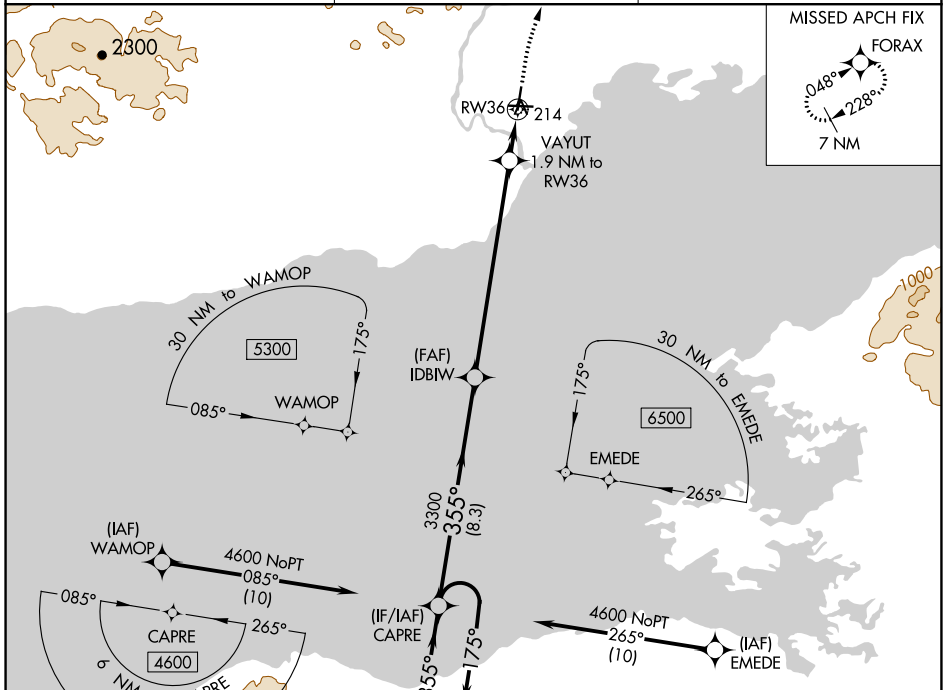 MISSED APCH FIX
FORAX
048°
228°
7 NM
2300
RW36
214
VAYUT
1.9 NM to
RW36
1000
30 NM to WAMOP
5300
175°
085°
WAMOP
(FAF)
IDBIW
30 NM to EMEDE
175°
6500
EMEDE
265°
3300
355°
(8.3)
(IAF)
WAMOP
4600 NoPT
085°
(10)
(IF/IAF)
CAPRE
4600 NoPT
265°
(10)
(IAF)
EMEDE
085°
265°
CAPRE
4600
NM
355°
175°